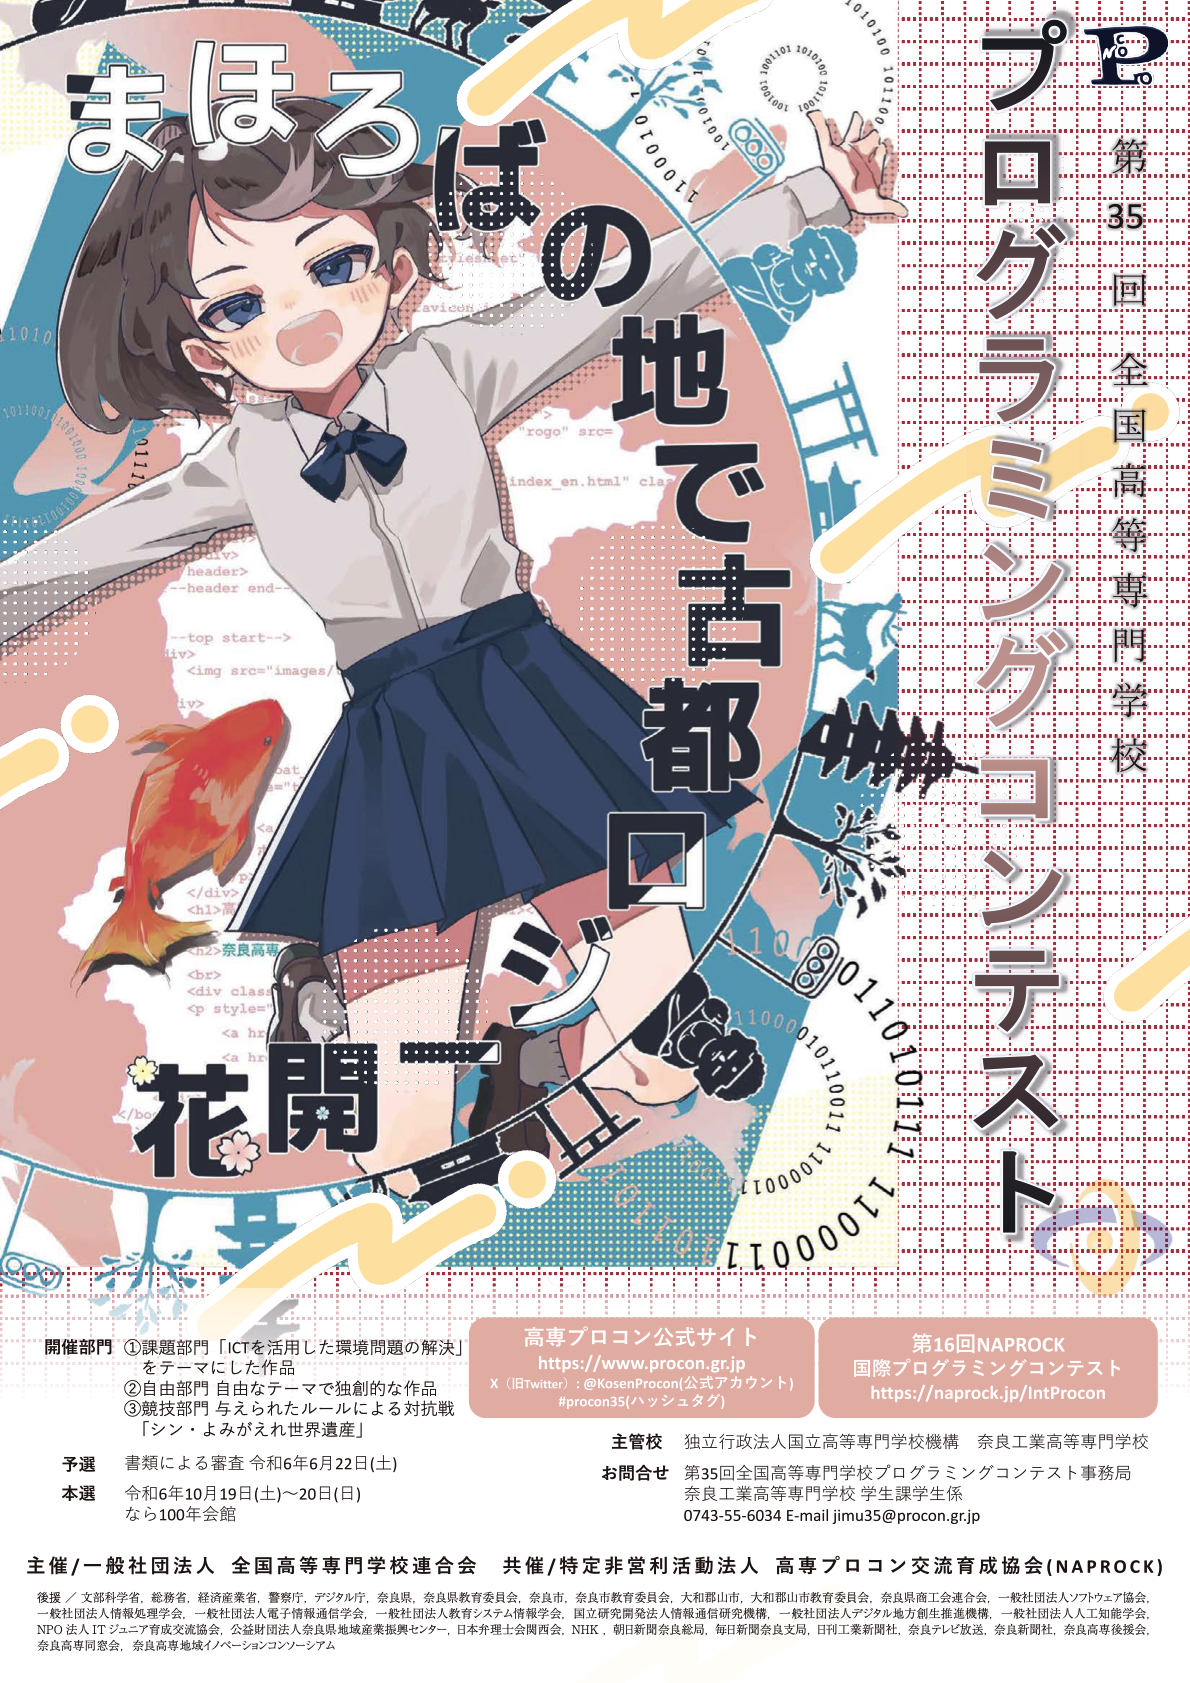 PROCON
第35回 全国高等専門学校
プログラミングコンテスト
まほろばの地で古都ロジー開花
11010
"rogo" src=
index_en.html" clas
header>
--header end--
--top start-->
<img src="images/
</div>
<h1>高
<h2>奈良高専
<br>
<div class
<p style="
<a hr
<a hr
開催部門 ①課題部門「ICTを活用した環境問題の解決」
をテーマにした作品
②自由部門 自由なテーマで独創的な作品
③競技部門 与えられたルールによる対抗戦
「シン・よみがえれ世界遺産」
予選 書類による審査 令和6年6月22日(土)
本選 令和6年10月19日(土)～20日(日)
なら100年会館
高専プロコン公式サイト
https://www.procon.gr.jp
X（旧Twitter）: @KosenProcon(公式アカウント)
#procon35(ハッシュタグ)
第16回NAPROCK
国際プログラミングコンテスト
https://naprock.jp/IntProcon
主管校 独立行政法人国立高等専門学校機構 奈良工業高等専門学校
お問合せ 第35回全国高等専門学校プログラミングコンテスト事務局
奈良工業高等専門学校 学生課学生係
0743-55-6034 E-mail jimu35@procon.gr.jp
主催/一般社団法人 全国高等専門学校連合会 共催/特定非営利活動法人 高専プロコン交流育成協会(NAPROCK)
後援 ／ 文部科学省, 総務省, 経済産業省, 警察庁, デジタル庁, 奈良県, 奈良県教育委員会, 奈良市, 奈良市教育委員会, 大和郡山市, 大和郡山市教育委員会, 奈良県商工会連合会, 一般社団法人ソフトウェア協会,
一般社団法人情報処理学会, 一般社団法人電子情報通信学会, 一般社団法人教育システム情報学会, 国立研究開発法人情報通信研究機構, 一般社団法人デジタル地方創生推進機構, 一般社団法人人工知能学会,
NPO 法人 IT ジュニア育成交流協会, 公益財団法人奈良県地域産業振興センター, 日本弁理士会関西会, NHK , 朝日新聞奈良総局, 毎日新聞奈良支局, 日刊工業新聞社, 奈良テレビ放送, 奈良新聞社, 奈良高専後援会,
奈良高専同窓会, 奈良高専地域イノベーションコンソーシアム